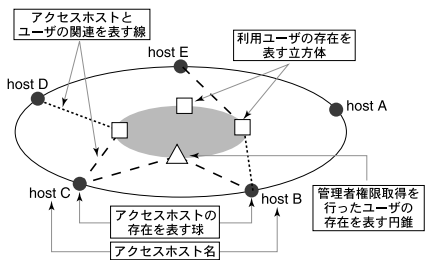 アクセスホストと
ユーザの関連を表す線
host E
利用ユーザの存在を
表す立方体
host D
host A
host C
host B
アクセスホストの
存在を表す球
アクセスホスト名
管理者権限取得を
行ったユーザの
存在を表す円錐